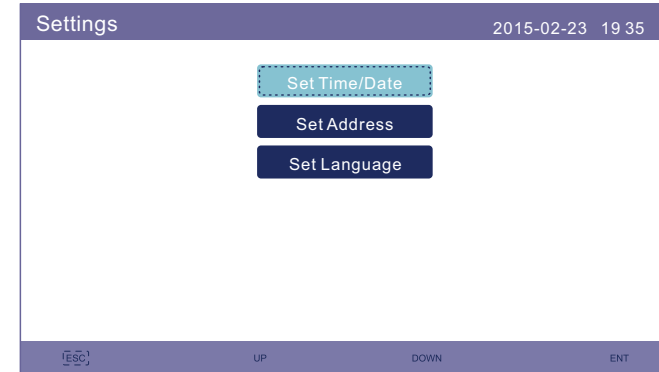 Settings 2015-02-23 19 35
Set Time/Date
Set Address
Set Language
ESC UP DOWN ENT